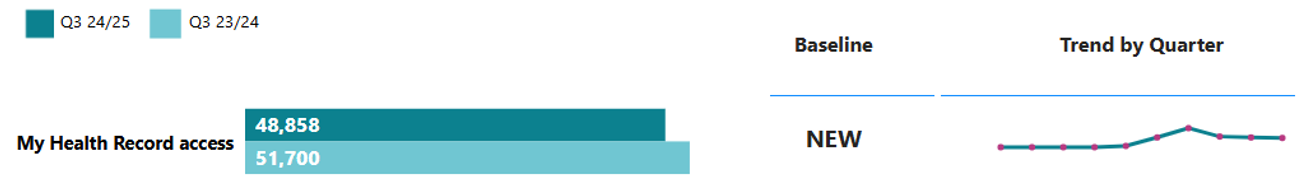 Q3 24/25 Q3 23/24
Baseline Trend by Quarter
My Health Record access
48,858
51,700
NEW